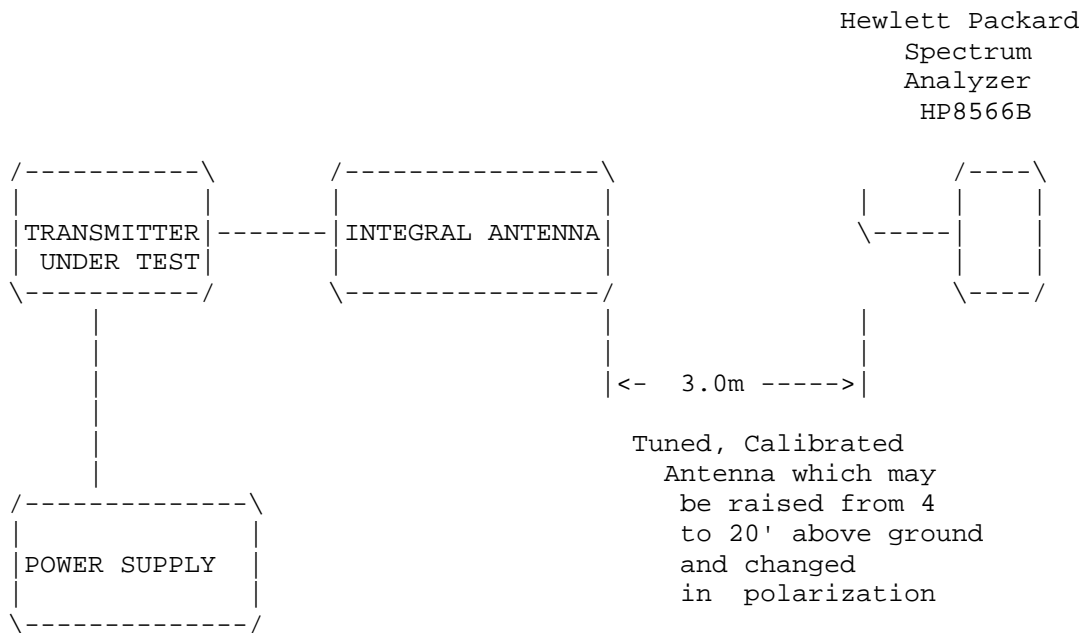 Hewlett Packard
Spectrum
Analyzer
HP8566B
TRANSMITTER
UNDER TEST
INTEGRAL ANTENNA
<- 3.0m ----->
Tuned, Calibrated
Antenna which may
be raised from 4
to 20' above ground
and changed
in polarization
POWER SUPPLY